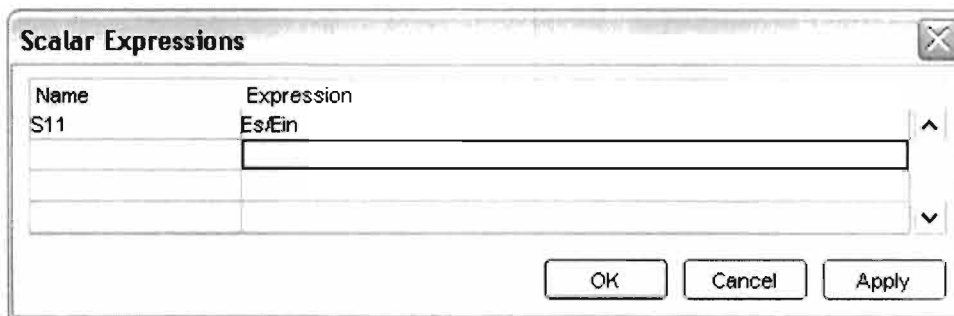 Scalar Expressions
Name Expression
S11 Es/Ein
OK Cancel Apply